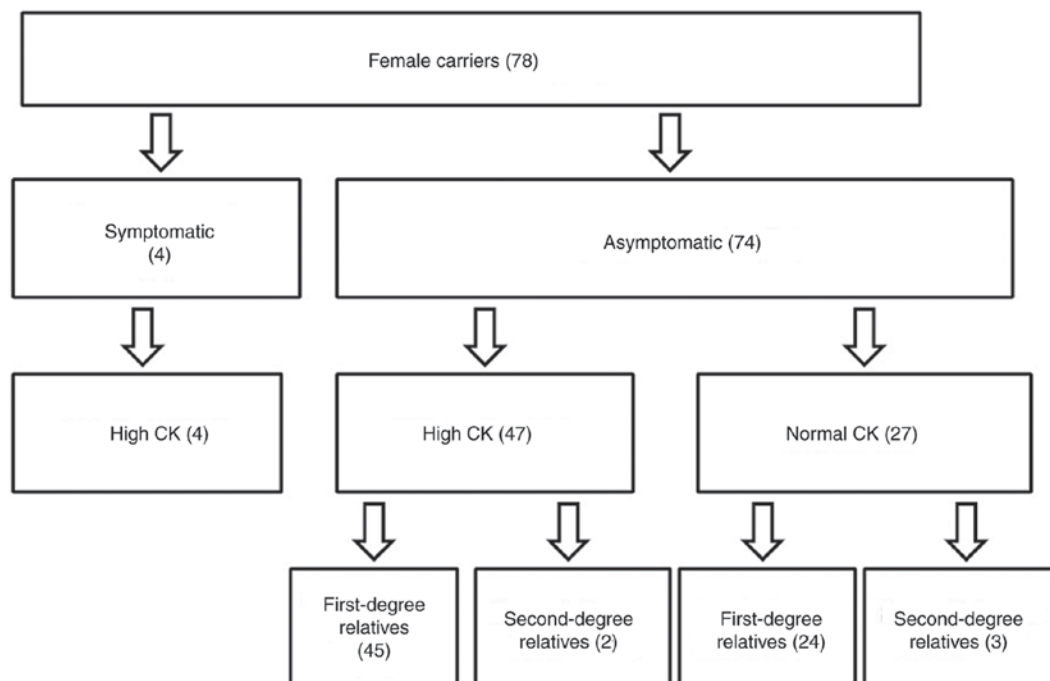 Female carriers (78)
Symptomatic
(4)
Asymptomatic (74)
High CK (4)
High CK (47)
Normal CK (27)
First-degree
relatives
(45)
Second-degree
relatives (2)
First-degree
relatives (24)
Second-degree
relatives (3)